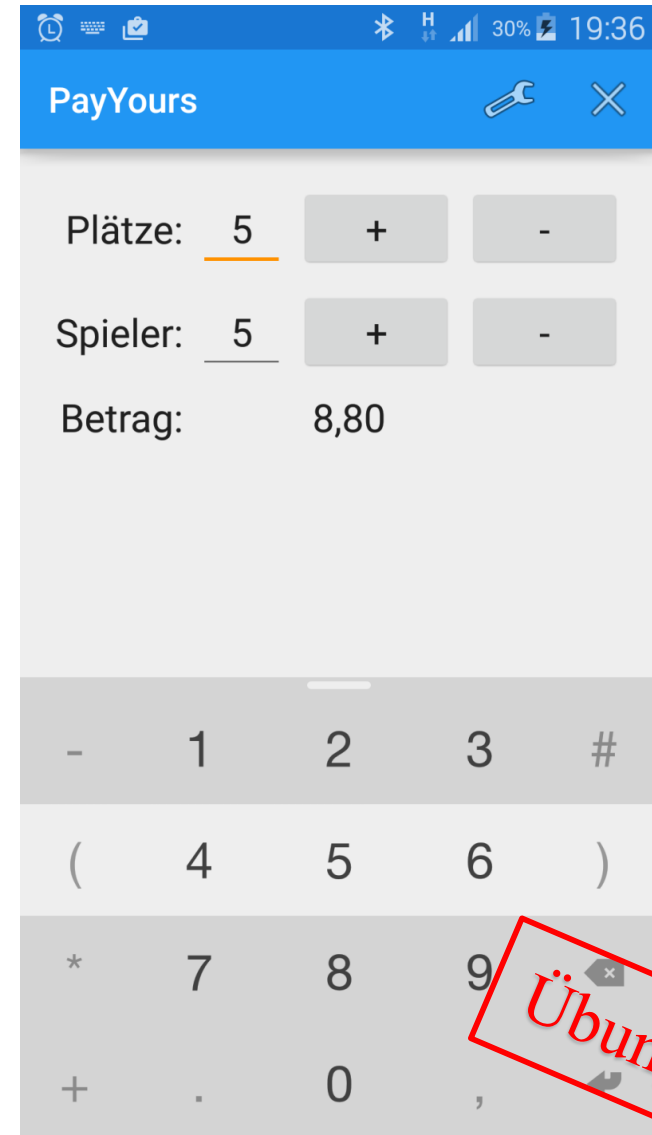 H 30% 19:36
PayYours
Plätze: 5 + -
Spieler: 5 + -
Betrag: 8,80
- 1 2 3 #
( 4 5 6 )
* 7 8 9
+ . 0 ,